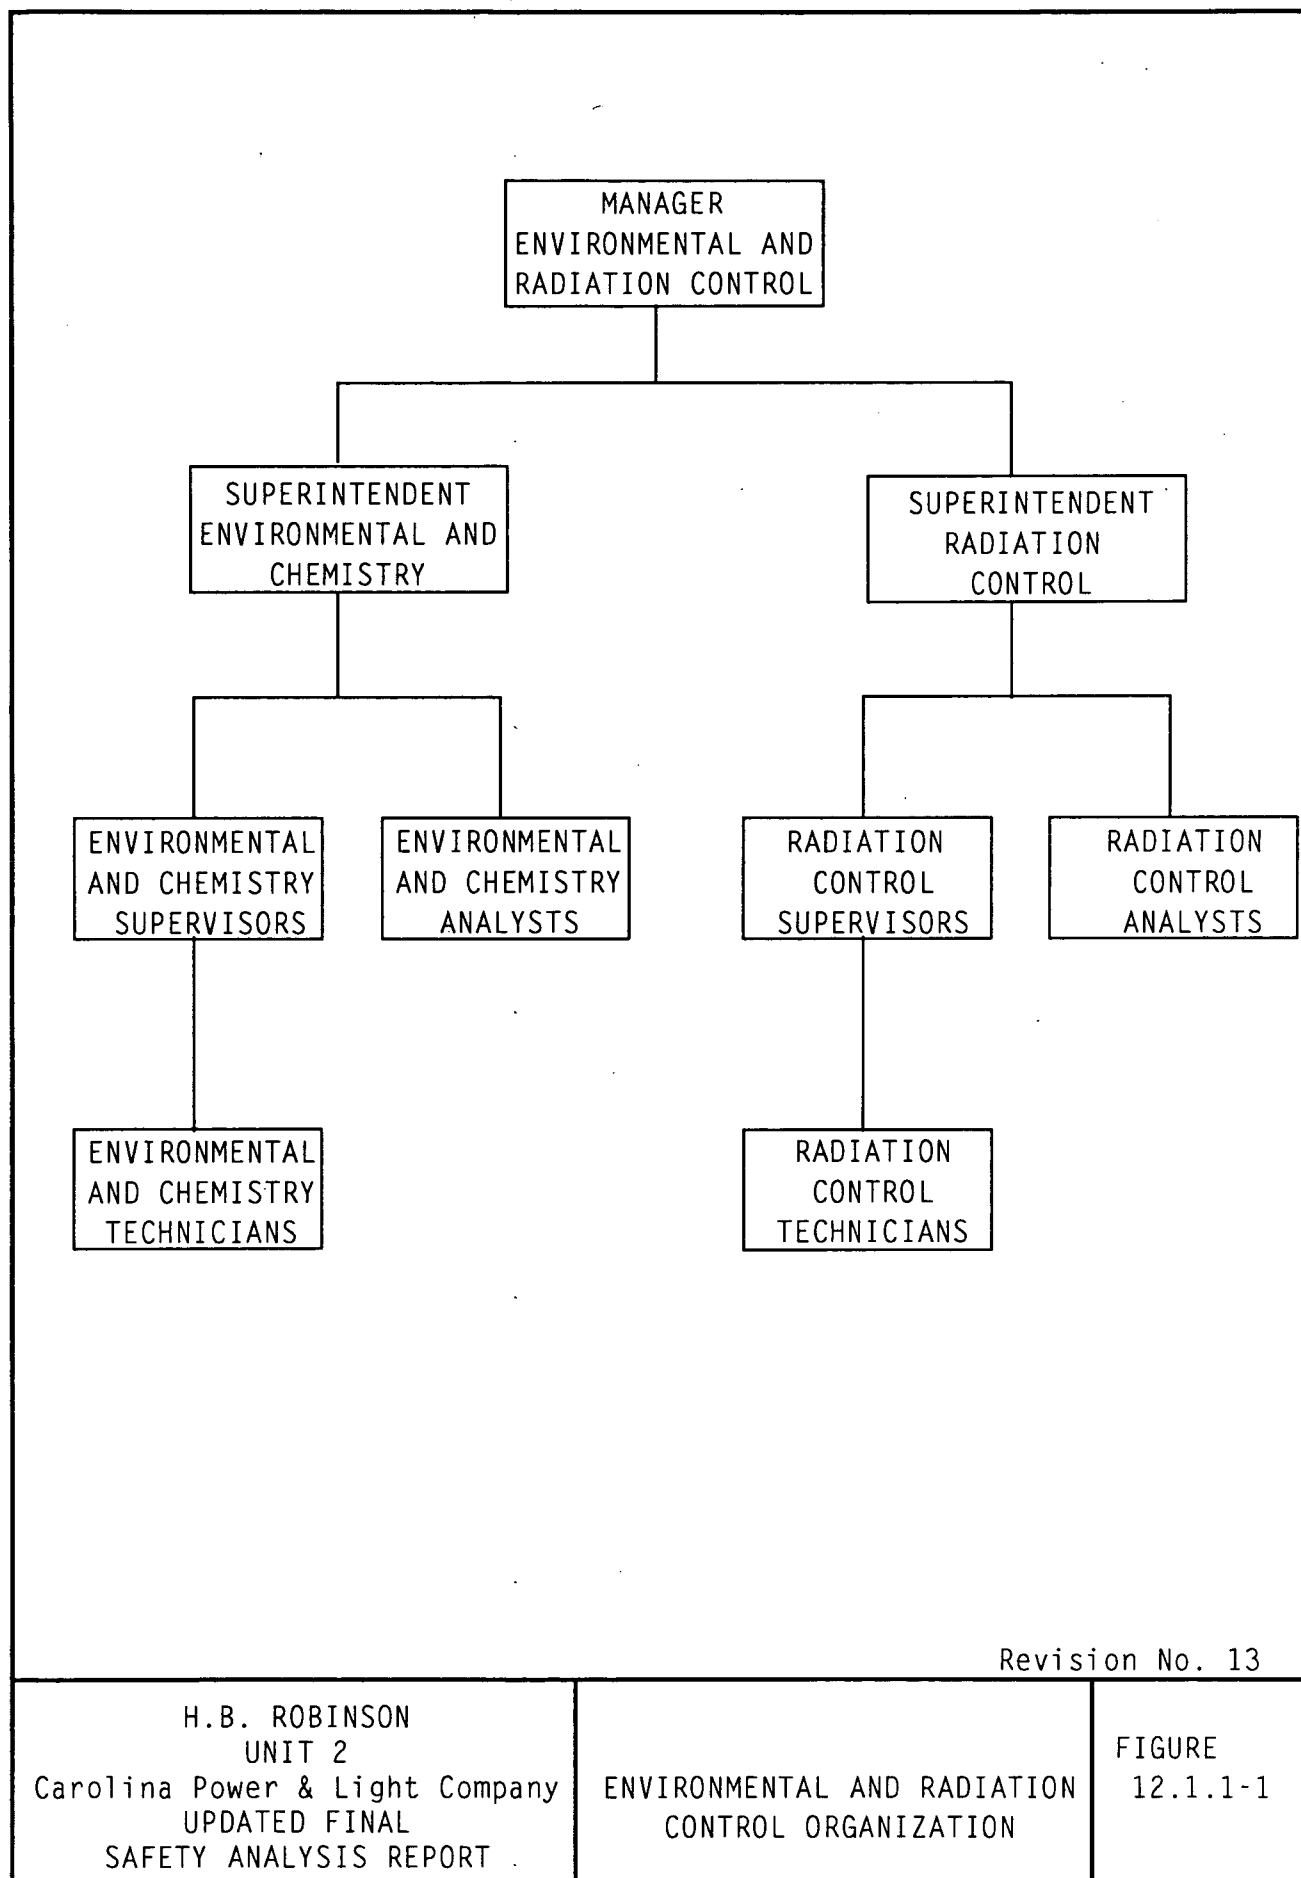 MANAGER
ENVIRONMENTAL AND
RADIATION CONTROL
SUPERINTENDENT
ENVIRONMENTAL AND
CHEMISTRY
SUPERINTENDENT
RADIATION
CONTROL
ENVIRONMENTAL
AND CHEMISTRY
SUPERVISORS
ENVIRONMENTAL
AND CHEMISTRY
ANALYSTS
RADIATION
CONTROL
SUPERVISORS
RADIATION
CONTROL
ANALYSTS
ENVIRONMENTAL
AND CHEMISTRY
TECHNICIANS
RADIATION
CONTROL
TECHNICIANS
Revision No. 13
H.B. ROBINSON
UNIT 2
Carolina Power & Light Company
UPDATED FINAL
SAFETY ANALYSIS REPORT
ENVIRONMENTAL AND RADIATION
CONTROL ORGANIZATION
FIGURE
12.1.1-1